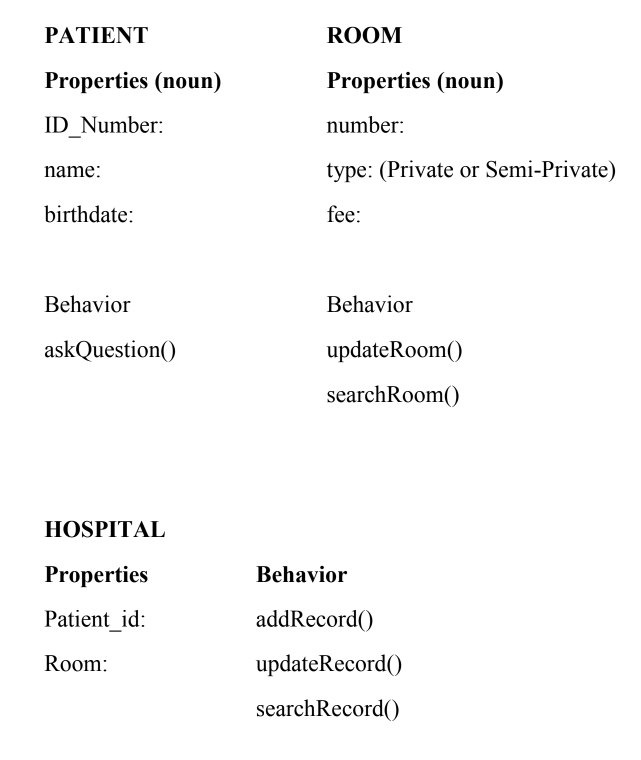 PATIENT
Properties (noun)
ID_Number:
name:
birthdate:
Behavior
askQuestion()
ROOM
Properties (noun)
number:
type: (Private or Semi-Private)
fee:
Behavior
updateRoom()
searchRoom()
HOSPITAL
Properties
Patient_id:
Room:
Behavior
addRecord()
updateRecord()
searchRecord()